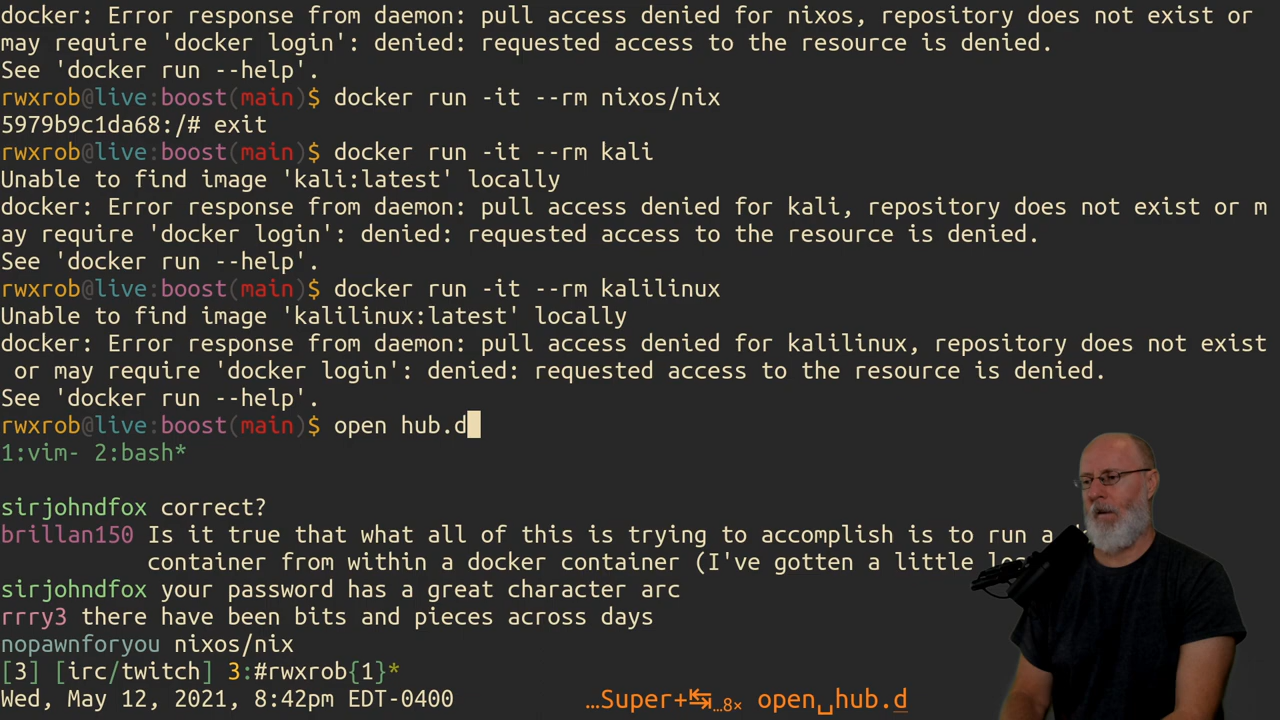 docker: Error response from daemon: pull access denied for nixos, repository does not exist or
may require 'docker login': denied: requested access to the resource is denied.
See 'docker run --help'.
rwxrob@live:boost(main)$ docker run -it --rm nixos/nix
5979b9c1da68:/# exit
rwxrob@live:boost(main)$ docker run -it --rm kali
Unable to find image 'kali:latest' locally
docker: Error response from daemon: pull access denied for kali, repository does not exist or m
ay require 'docker login': denied: requested access to the resource is denied.
See 'docker run --help'.
rwxrob@live:boost(main)$ docker run -it --rm kalilinux
Unable to find image 'kalilinux:latest' locally
docker: Error response from daemon: pull access denied for kalilinux, repository does not exist
or may require 'docker login': denied: requested access to the resource is denied.
See 'docker run --help'.
rwxrob@live:boost(main)$ open hub.d
1:vim- 2:bash*
sirjohndfox correct?
brillan150 Is it true that what all of this is trying to accomplish is to run a
container from within a docker container (I've gotten a little
sirjohndfox your password has a great character arc
rrry3 there have been bits and pieces across days
nopawnforyou nixos/nix
[3] [irc/twitch] 3:#rwxrob{1}*
Wed, May 12, 2021, 8:42pm EDT-0400 …Super+↹…8× open␣hub.d